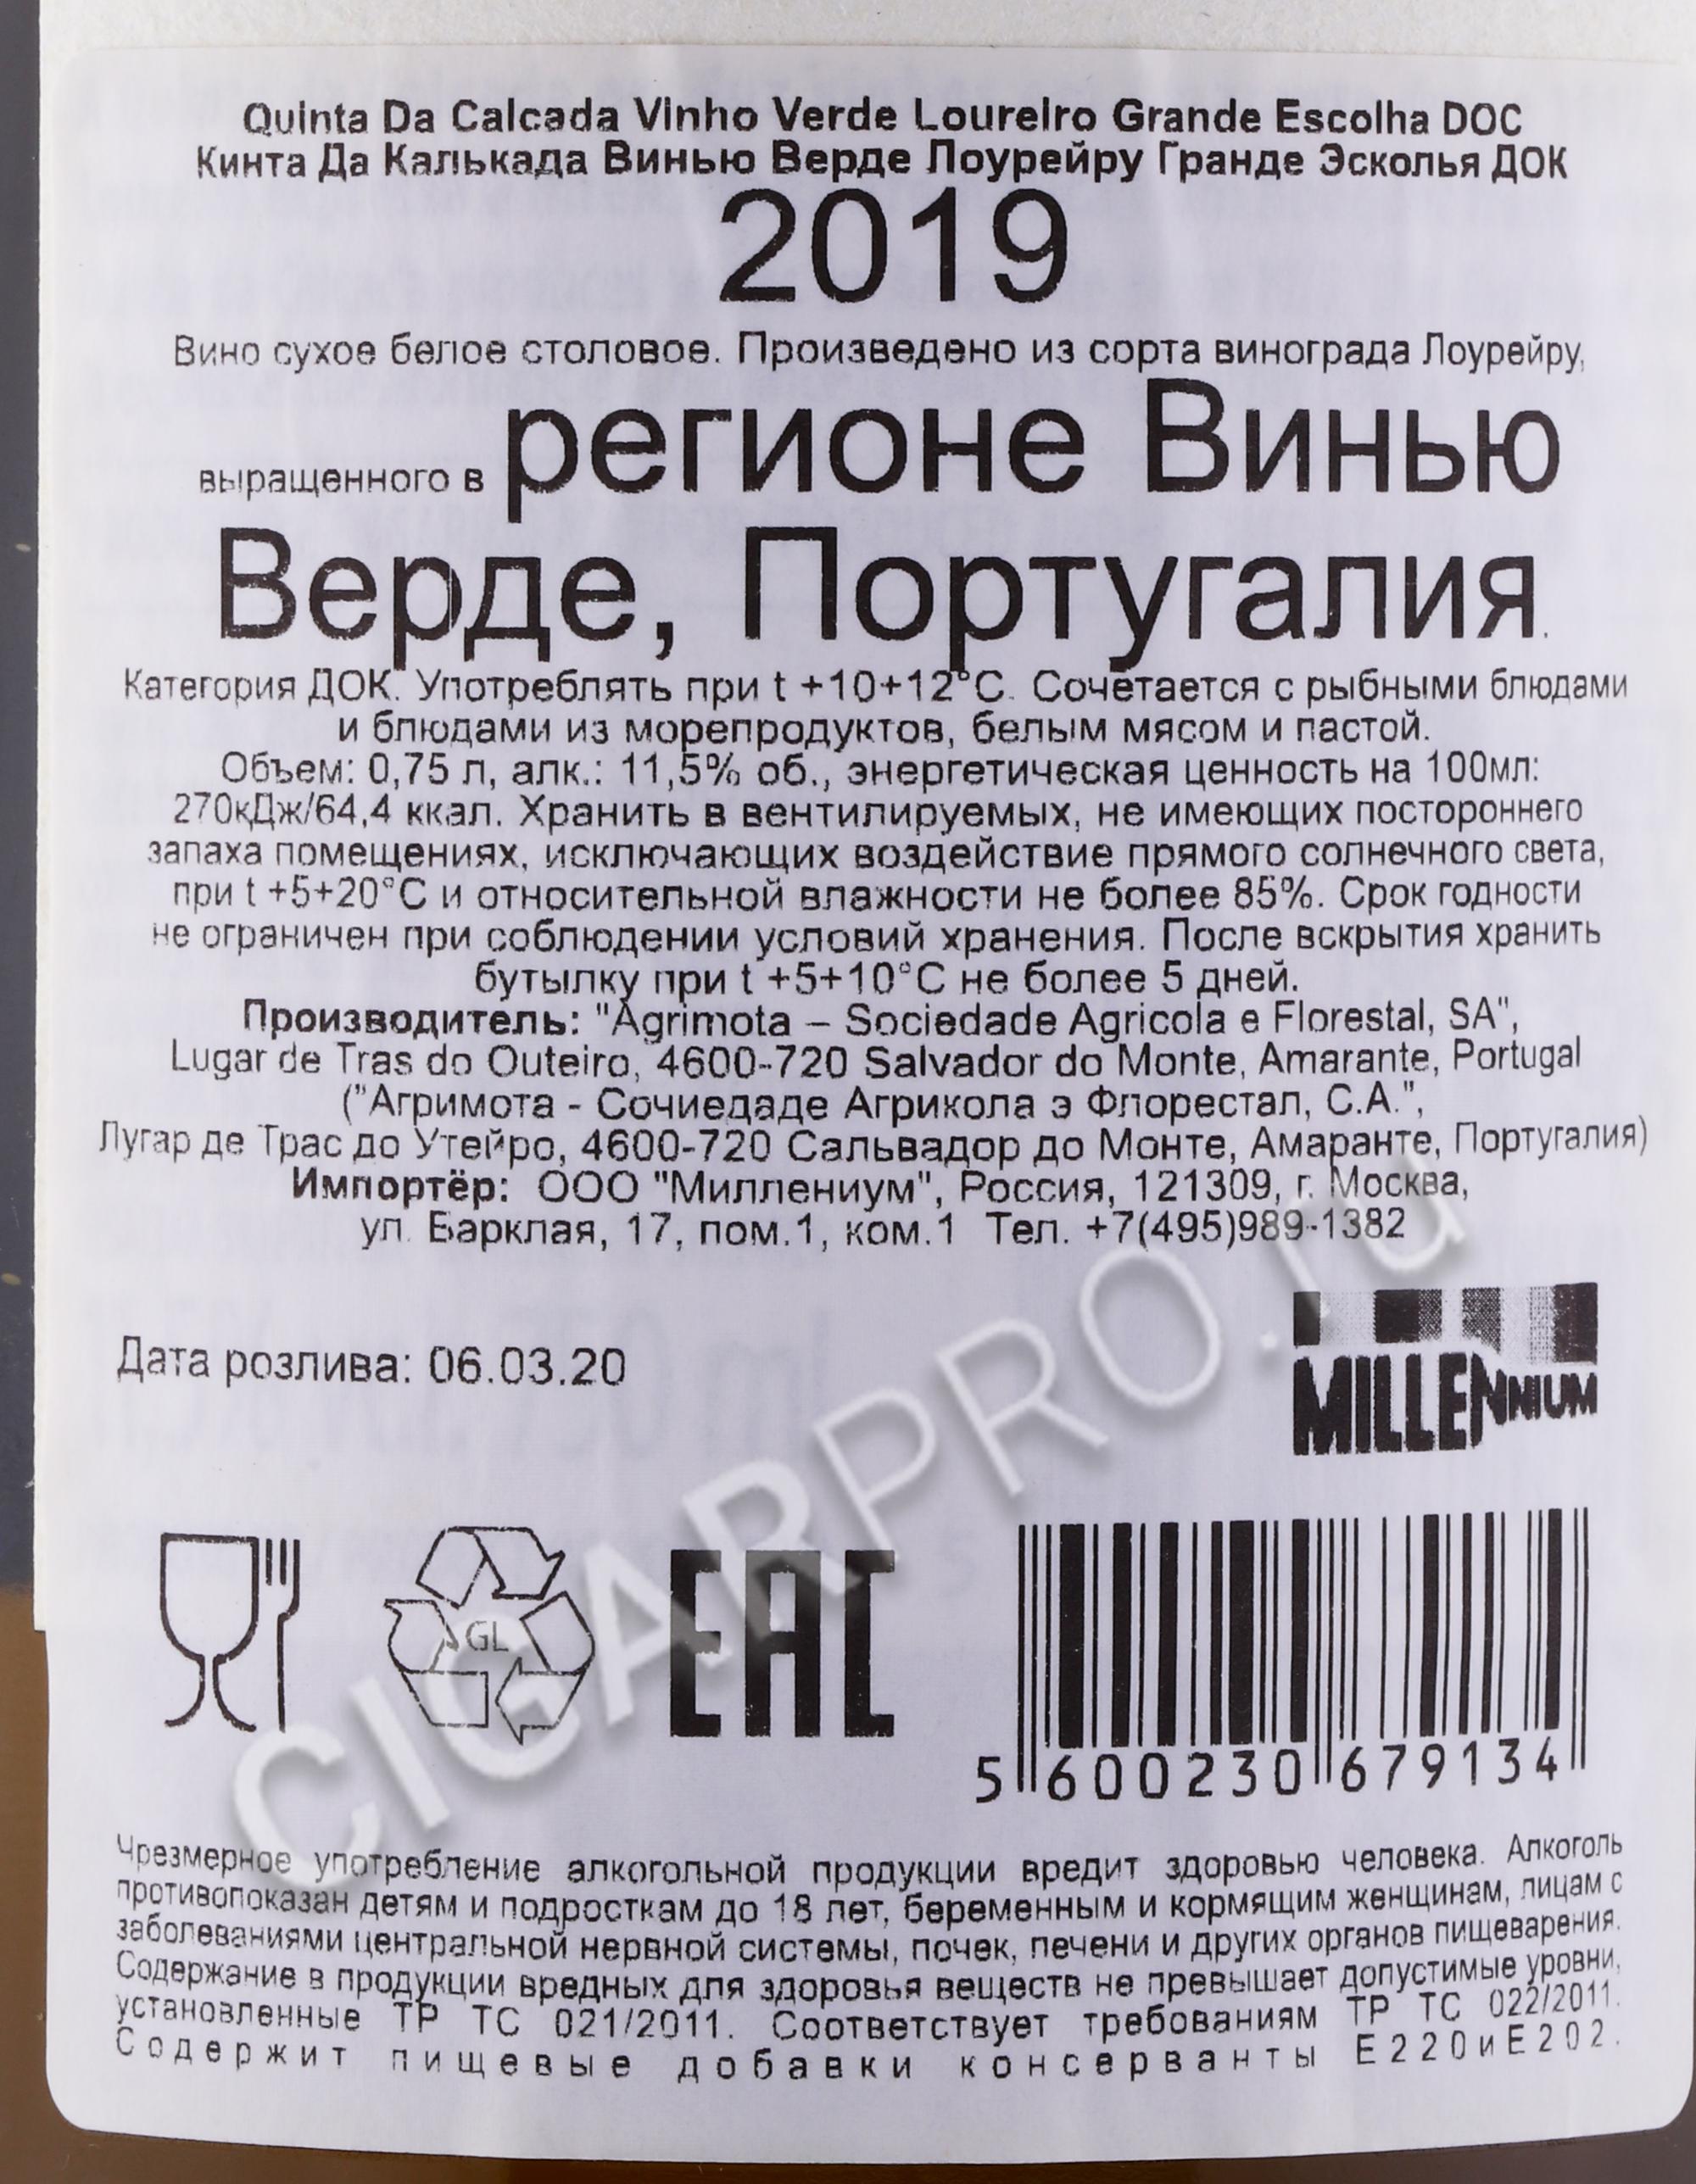 Quinta Da Calcada Vinho Verde Loureiro Grande Escolha DOC
Кинта Да Калькада Винью Верде Лоурейру Гранде Эсколья ДОК
2019
Вино сухое белое столовое. Произведено из сорта винограда Лоурейру,
выращенного в регионе Винью
Верде, Португалия.
Категория ДОК. Употреблять при t +10+12°C. Сочетается с рыбными блюдами
и блюдами из морепродуктов, белым мясом и пастой.
Объем: 0,75 л, алк.: 11,5% об., энергетическая ценность на 100мл:
270кДж/64,4 ккал. Хранить в вентилируемых, не имеющих постороннего
запаха помещениях, исключающих воздействие прямого солнечного света,
при t +5+20°C и относительной влажности не более 85%. Срок годности
не ограничен при соблюдении условий хранения. После вскрытия хранить
бутылку при t +5+10°C не более 5 дней.
Производитель: "Agrimota – Sociedade Agricola e Florestal, SA",
Lugar de Tras do Outeiro, 4600-720 Salvador do Monte, Amarante, Portugal
("Агримота - Сочиедаде Агрикола э Флорестал, С.А.",
Лугар де Трас до Утейро, 4600-720 Сальвадор до Монте, Амаранте, Португалия)
Импортёр: ООО "Миллениум", Россия, 121309, г. Москва,
ул. Барклая, 17, пом.1, ком.1 Тел. +7(495)989-1382
Дата розлива: 06.03.20
MILLENNIUM
GL
EAC
5 600230 679134
CIGARPRO.ru
Чрезмерное употребление алкогольной продукции вредит здоровью человека. Алкоголь
противопоказан детям и подросткам до 18 лет, беременным и кормящим женщинам, лицам с
заболеваниями центральной нервной системы, почек, печени и других органов пищеварения.
Содержание в продукции вредных для здоровья веществ не превышает допустимые уровни,
установленные ТР ТС 021/2011. Соответствует требованиям ТР ТС 022/2011.
Содержит пищевые добавки консерванты Е220иЕ202.